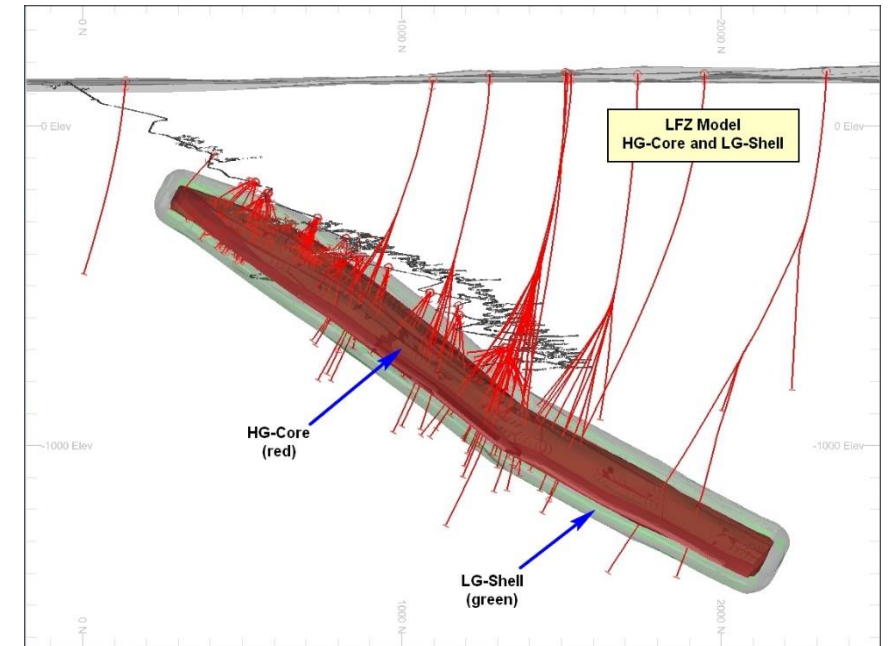 0 N
1000 N
2000 N
0 Elev
0 Elev
LFZ Model
HG-Core and LG-Shell
HG-Core
(red)
-1000 Elev
-1000 Elev
LG-Shell
(green)
0 N
1000 N
2000 N